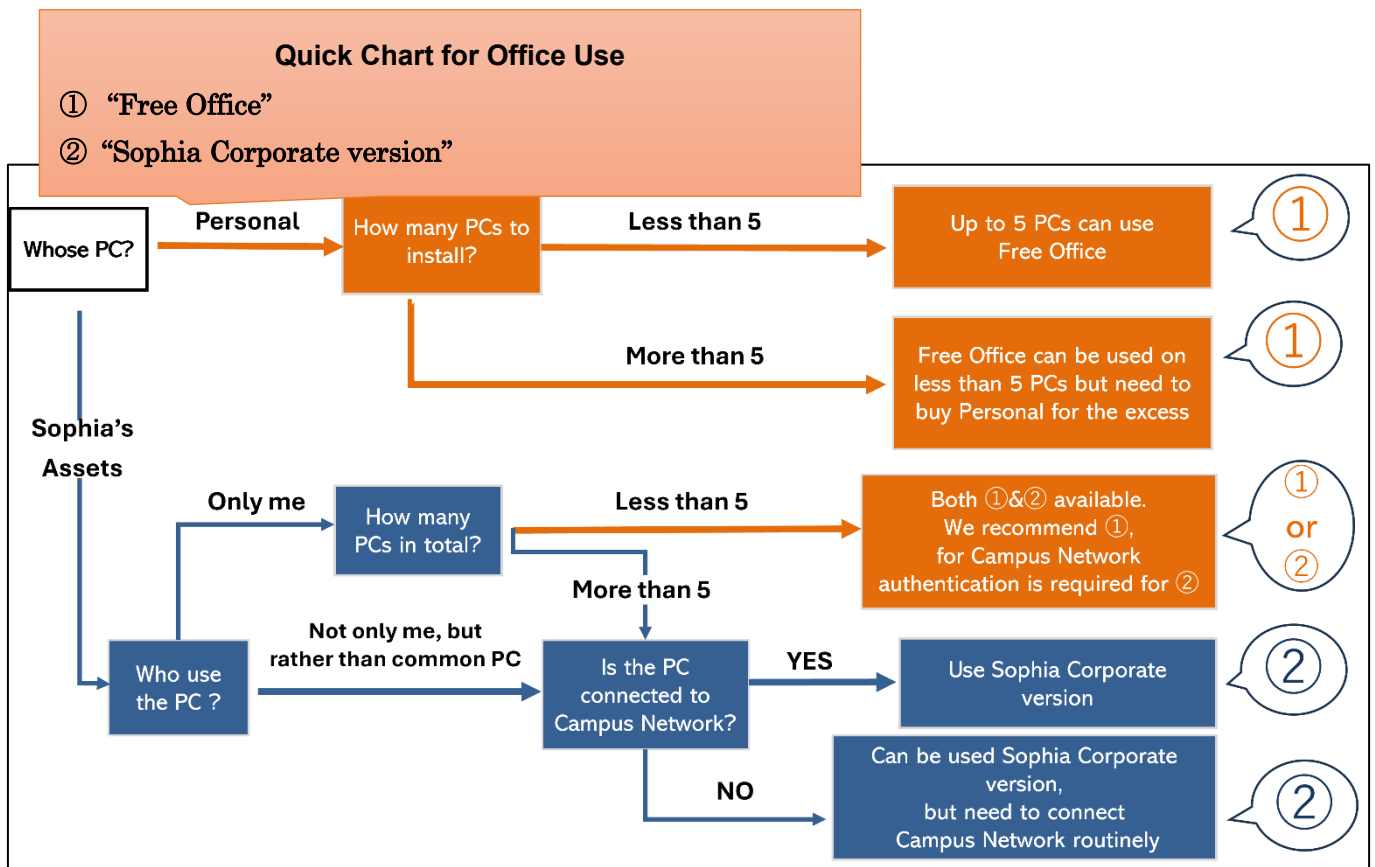 Quick Chart for Office Use
① “Free Office”
② “Sophia Corporate version”
Whose PC?
Personal
How many PCs to
install?
Less than 5
Up to 5 PCs can use
Free Office
①
More than 5
Free Office can be used on
less than 5 PCs but need to
buy Personal for the excess
①
Sophia’s
Assets
Only me
How many
PCs in total?
Less than 5
Both ①&② available.
We recommend ①,
for Campus Network
authentication is required for ②
①
or
②
More than 5
Who use
the PC ?
Not only me, but
rather than common PC
Is the PC
connected to
Campus Network?
YES
Use Sophia Corporate
version
②
NO
Can be used Sophia Corporate
version,
but need to connect
Campus Network routinely
②